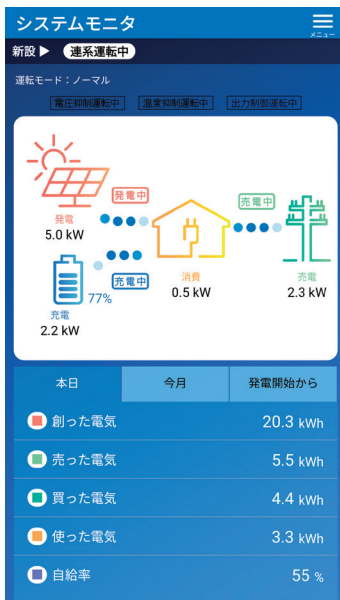 システムモニタ
メニュー
新設▶ 連系運転中
運転モード：ノーマル
電圧抑制運転中 温度抑制運転中 出力制御運転中
発電中
売電中
発電
5.0 kW
充電中
消費
0.5 kW
売電
2.3 kW
77%
充電
2.2 kW
本日 今月 発電開始から
創った電気 20.3 kWh
売った電気 5.5 kWh
買った電気 4.4 kWh
使った電気 3.3 kWh
自給率 55 %